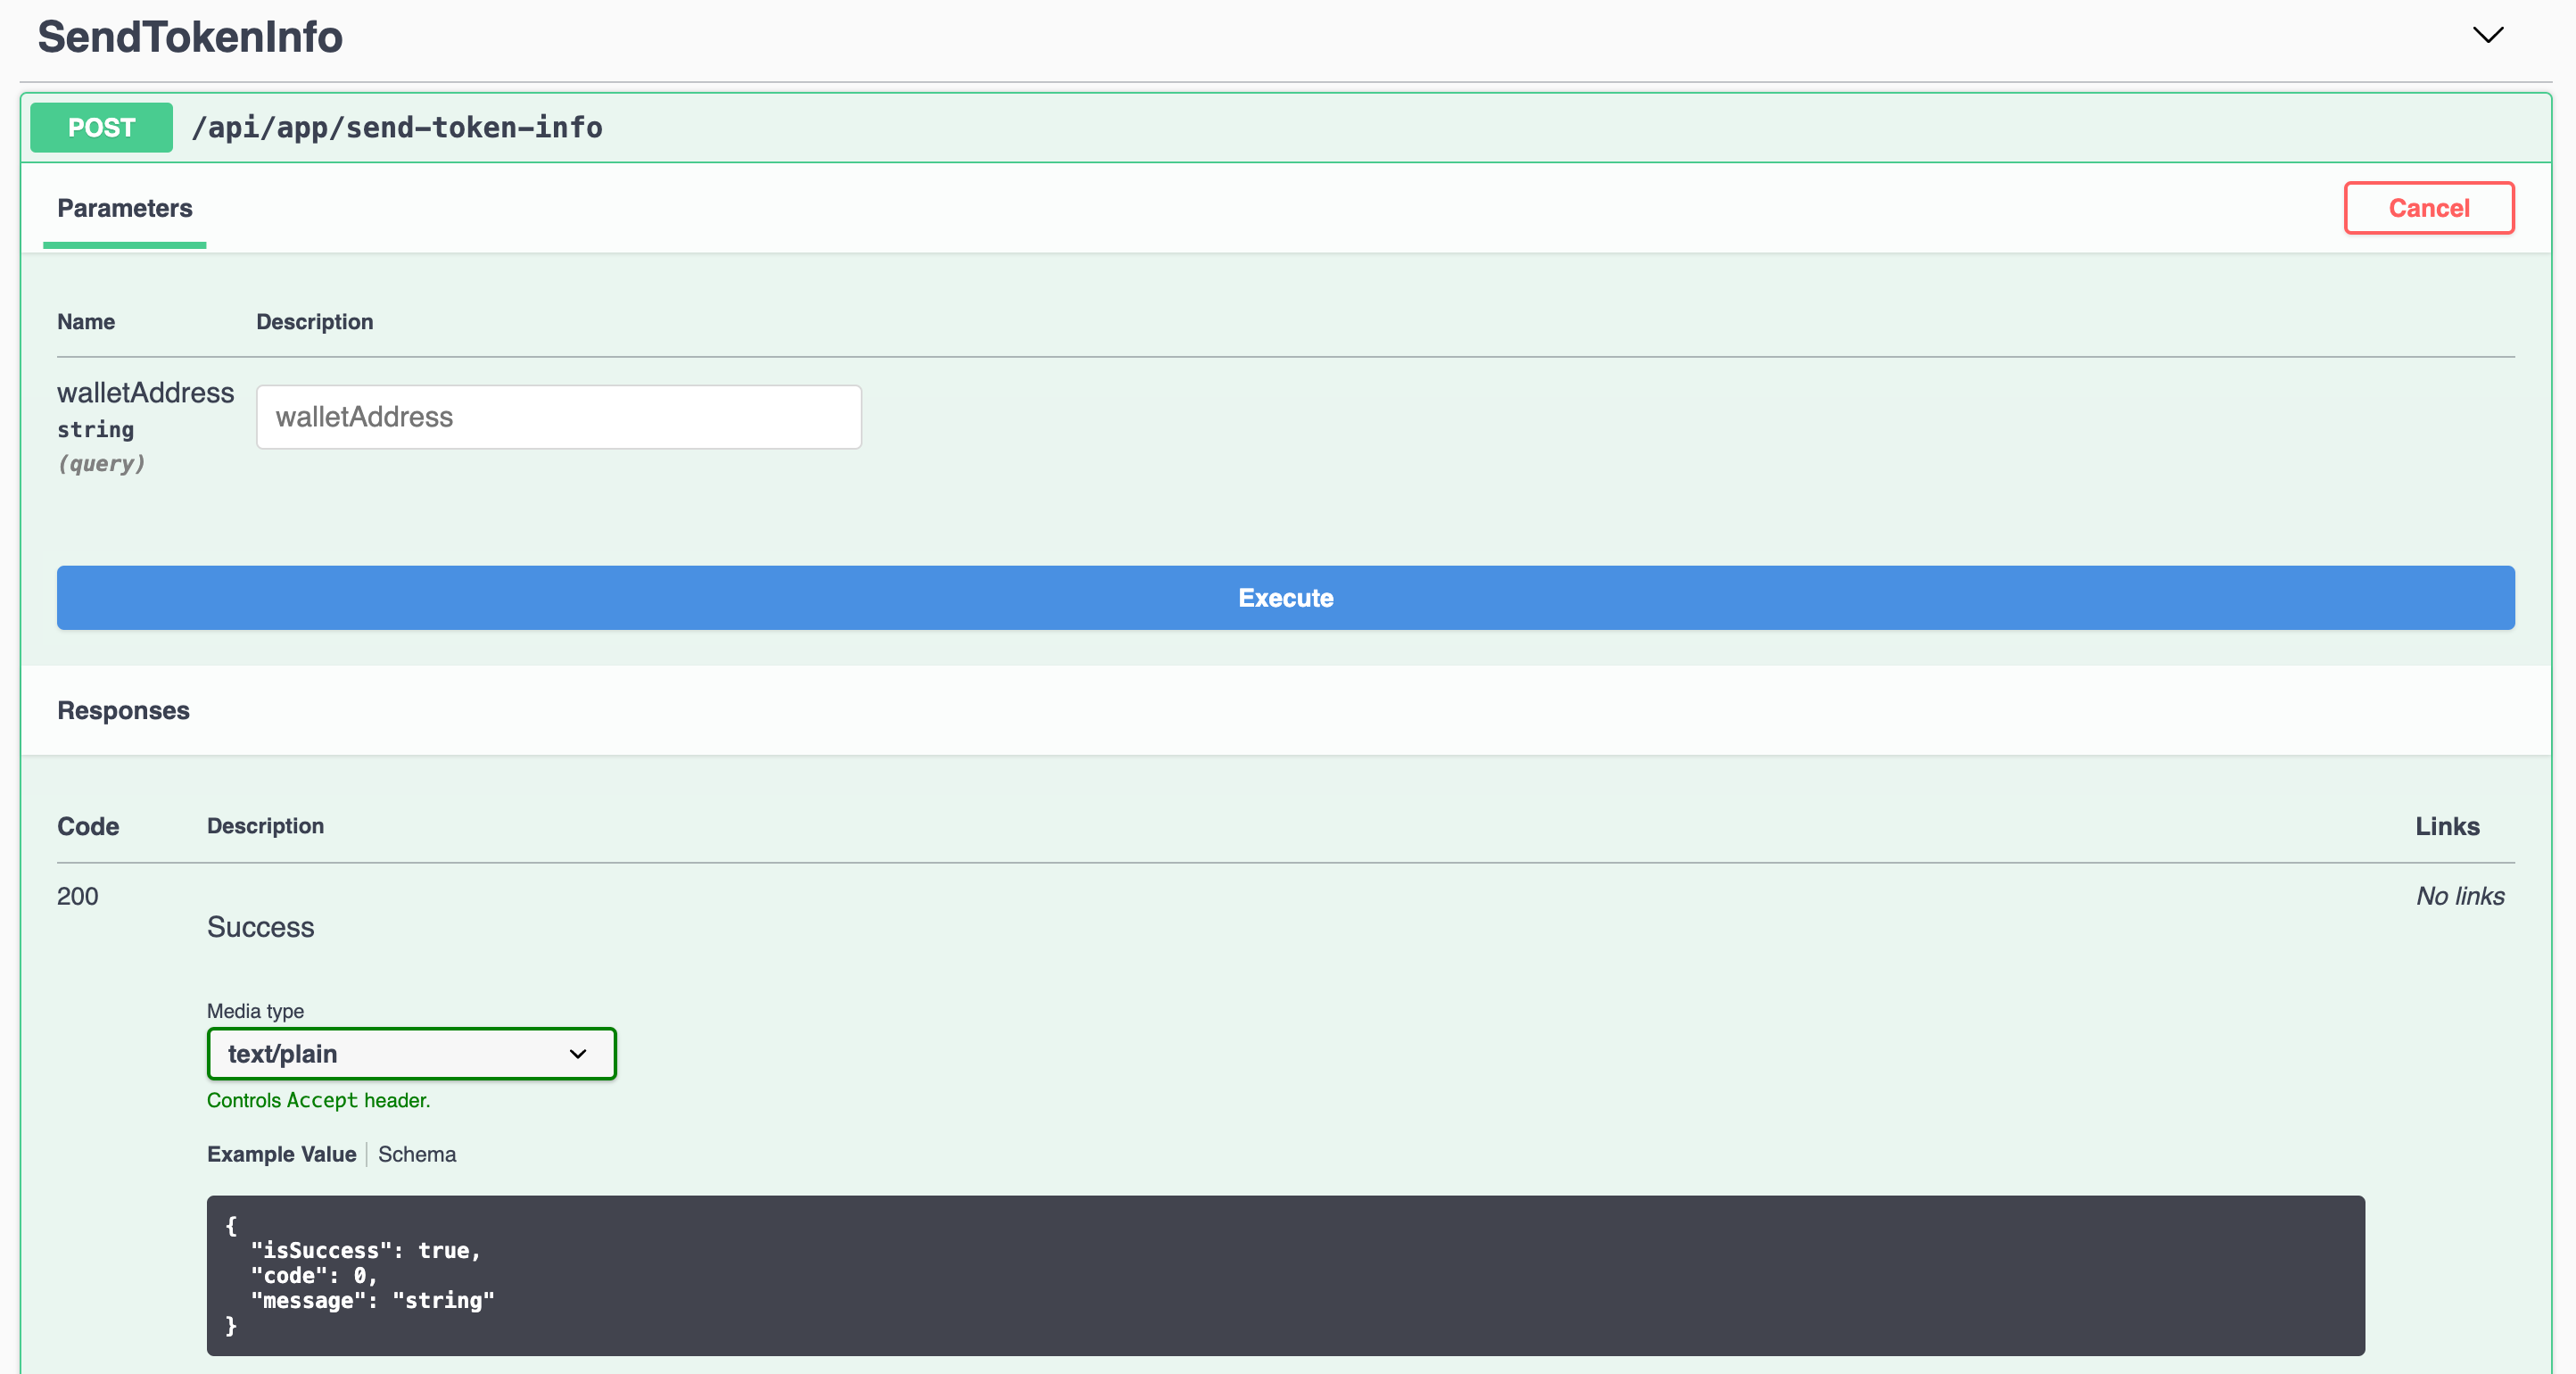 SendTokenInfo
POST /api/app/send-token-info
Parameters
Cancel
Name Description
walletAddress
string
(query)
walletAddress
Execute
Responses
Code Description Links
200
Success
No links
Media type
text/plain
Controls Accept header.
Example Value Schema
{
  "isSuccess": true,
  "code": 0,
  "message": "string"
}